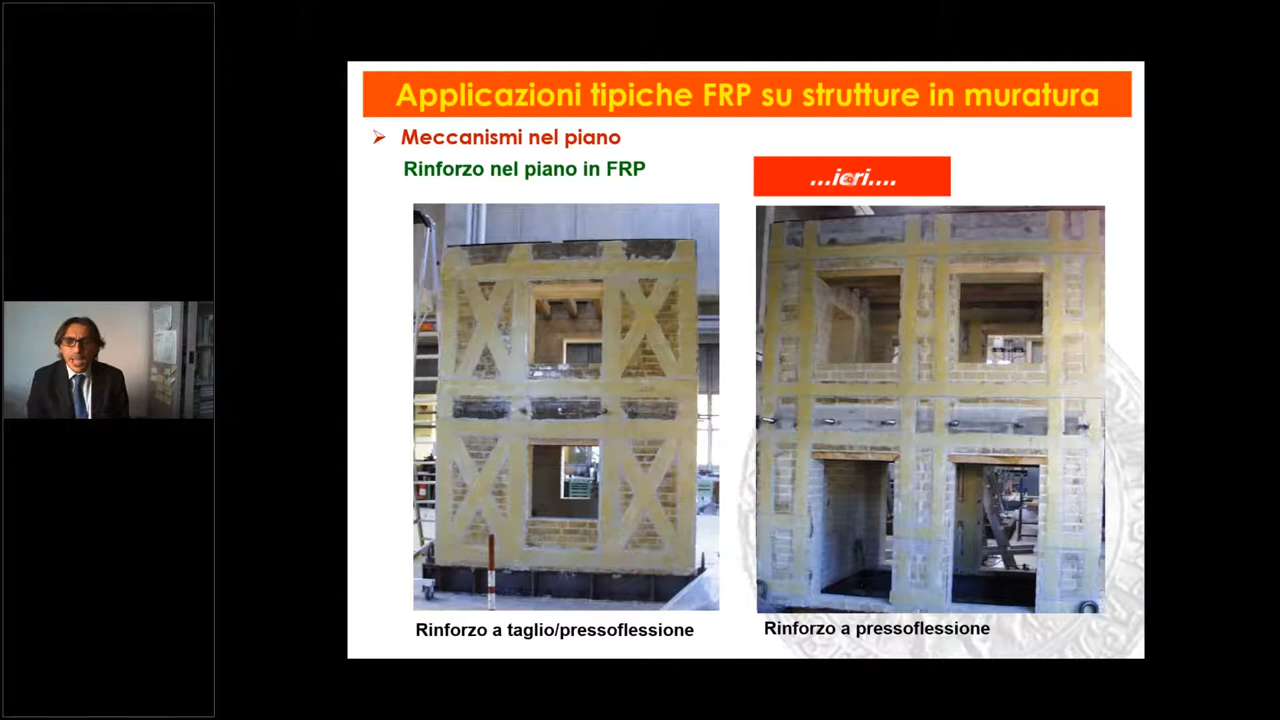 Applicazioni tipiche FRP su strutture in muratura
Meccanismi nel piano
Rinforzo nel piano in FRP
...ieri....
Rinforzo a taglio/pressoflessione
Rinforzo a pressoflessione